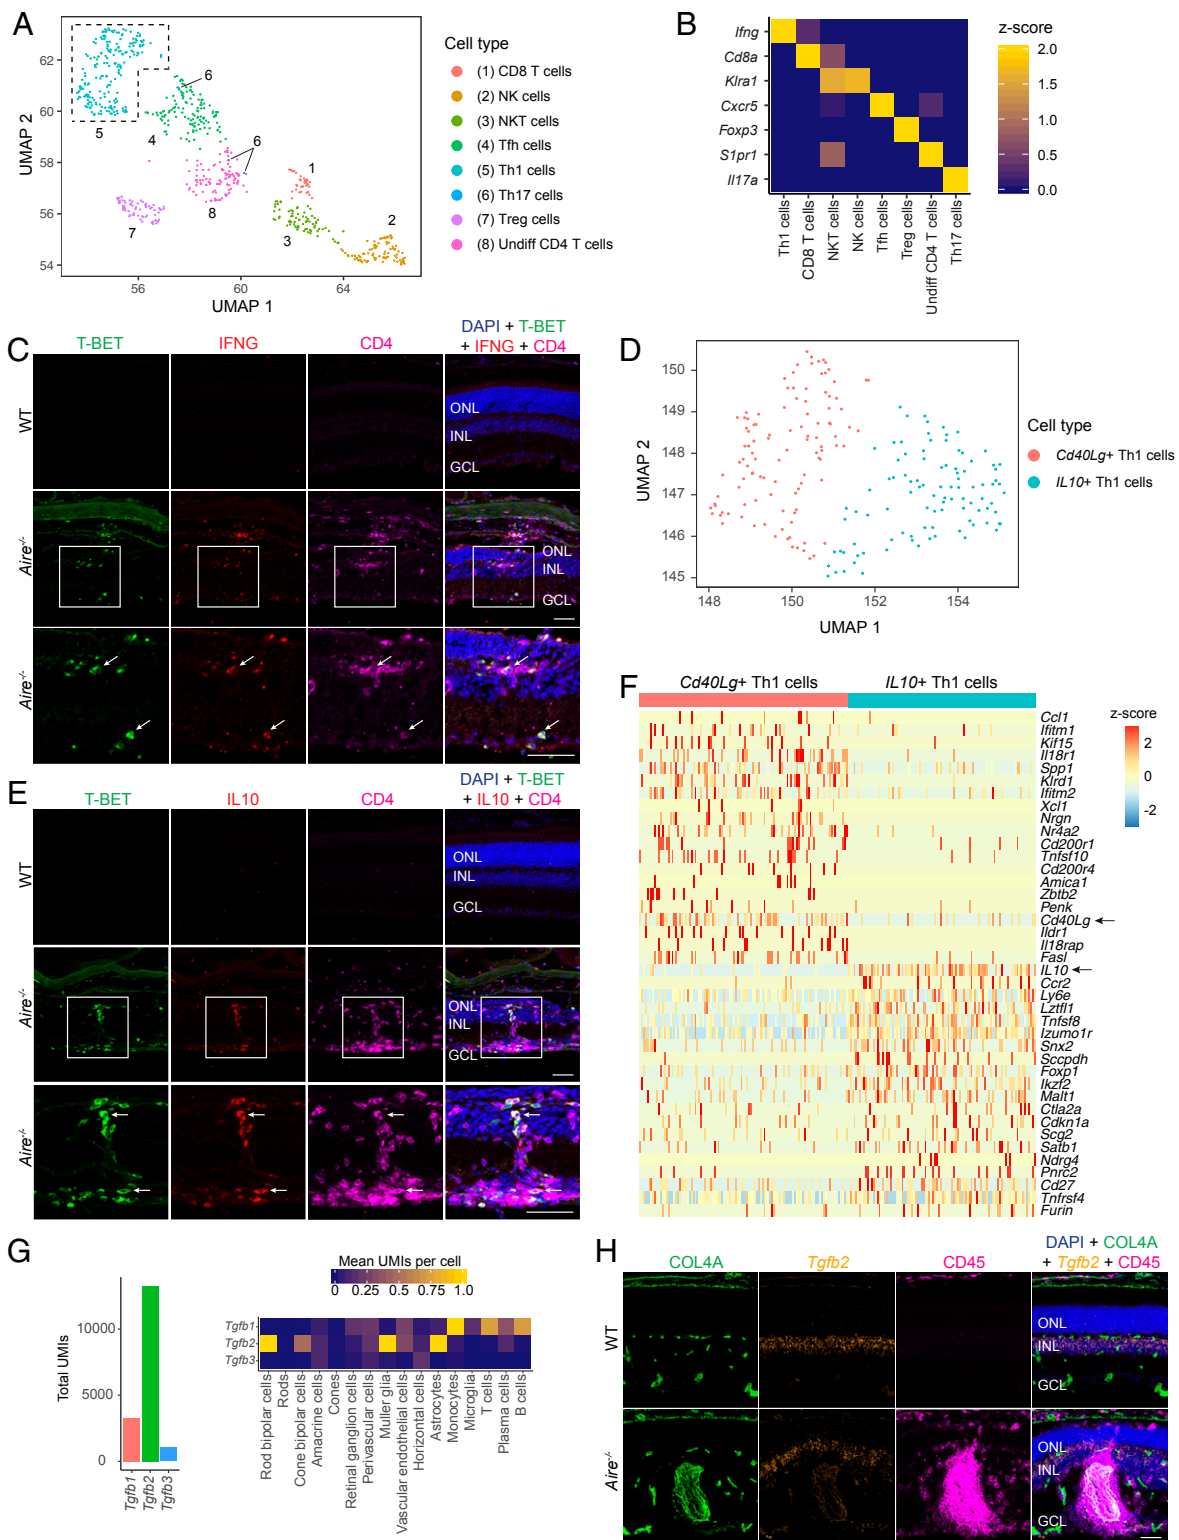 A
UMAP 2
62
60
58
56
54
56
60
64
UMAP 1
5
4
6
6
7
8
1
3
2
Cell type
(1) CD8 T cells
(2) NK cells
(3) NKT cells
(4) Tfh cells
(5) Th1 cells
(6) Th17 cells
(7) Treg cells
(8) Undiff CD4 T cells
B
Ifng
Cd8a
Klra1
Cxcr5
Foxp3
S1pr1
Il17a
Th1 cells
CD8 T cells
NKT cells
NK cells
Tfh cells
Treg cells
Undiff CD4 T cells
Th17 cells
z-score
2.0
1.5
1.0
0.5
0.0
C
T-BET
IFNG
CD4
DAPI + T-BET
+ IFNG + CD4
WT
ONL
INL
GCL
Aire-/-
ONL
INL
GCL
Aire-/-
D
UMAP 2
150
149
148
147
146
145
148
150
152
154
UMAP 1
Cell type
Cd40Lg+ Th1 cells
IL10+ Th1 cells
E
T-BET
IL10
CD4
DAPI + T-BET
+ IL10 + CD4
WT
ONL
INL
GCL
Aire-/-
ONL
INL
GCL
Aire-/-
F
Cd40Lg+ Th1 cells
IL10+ Th1 cells
Ccl1
Ifitm1
Kif15
Il18r1
Spp1
Klrd1
Ifitm2
Xcl1
Nrgn
Nr4a2
Cd200r1
Tnfsf10
Cd200r4
Amica1
Zbtb2
Penk
Cd40Lg
Ildr1
Il18rap
Fasl
IL10
Ccr2
Ly6e
Lztfl1
Tnfsf8
Izumo1r
Snx2
Sccpdh
Foxp1
Ikzf2
Malt1
Ctla2a
Cdkn1a
Scg2
Satb1
Ndrg4
Pnrc2
Cd27
Tnfrsf4
Furin
z-score
2
0
-2
G
Total UMIs
10000
5000
0
Tgfb1
Tgfb2
Tgfb3
Mean UMIs per cell
0 0.25 0.5 0.75 1.0
Tgfb1
Tgfb2
Tgfb3
Rod bipolar cells
Rods
Cone bipolar cells
Amacrine cells
Cones
Retinal ganglion cells
Perivascular cells
Muller glia
Vascular endothelial cells
Horizontal cells
Astrocytes
Monocytes
Microglia
T cells
Plasma cells
B cells
H
COL4A
Tgfb2
CD45
DAPI + COL4A
+ Tgfb2 + CD45
WT
ONL
INL
GCL
Aire-/-
ONL
INL
GCL